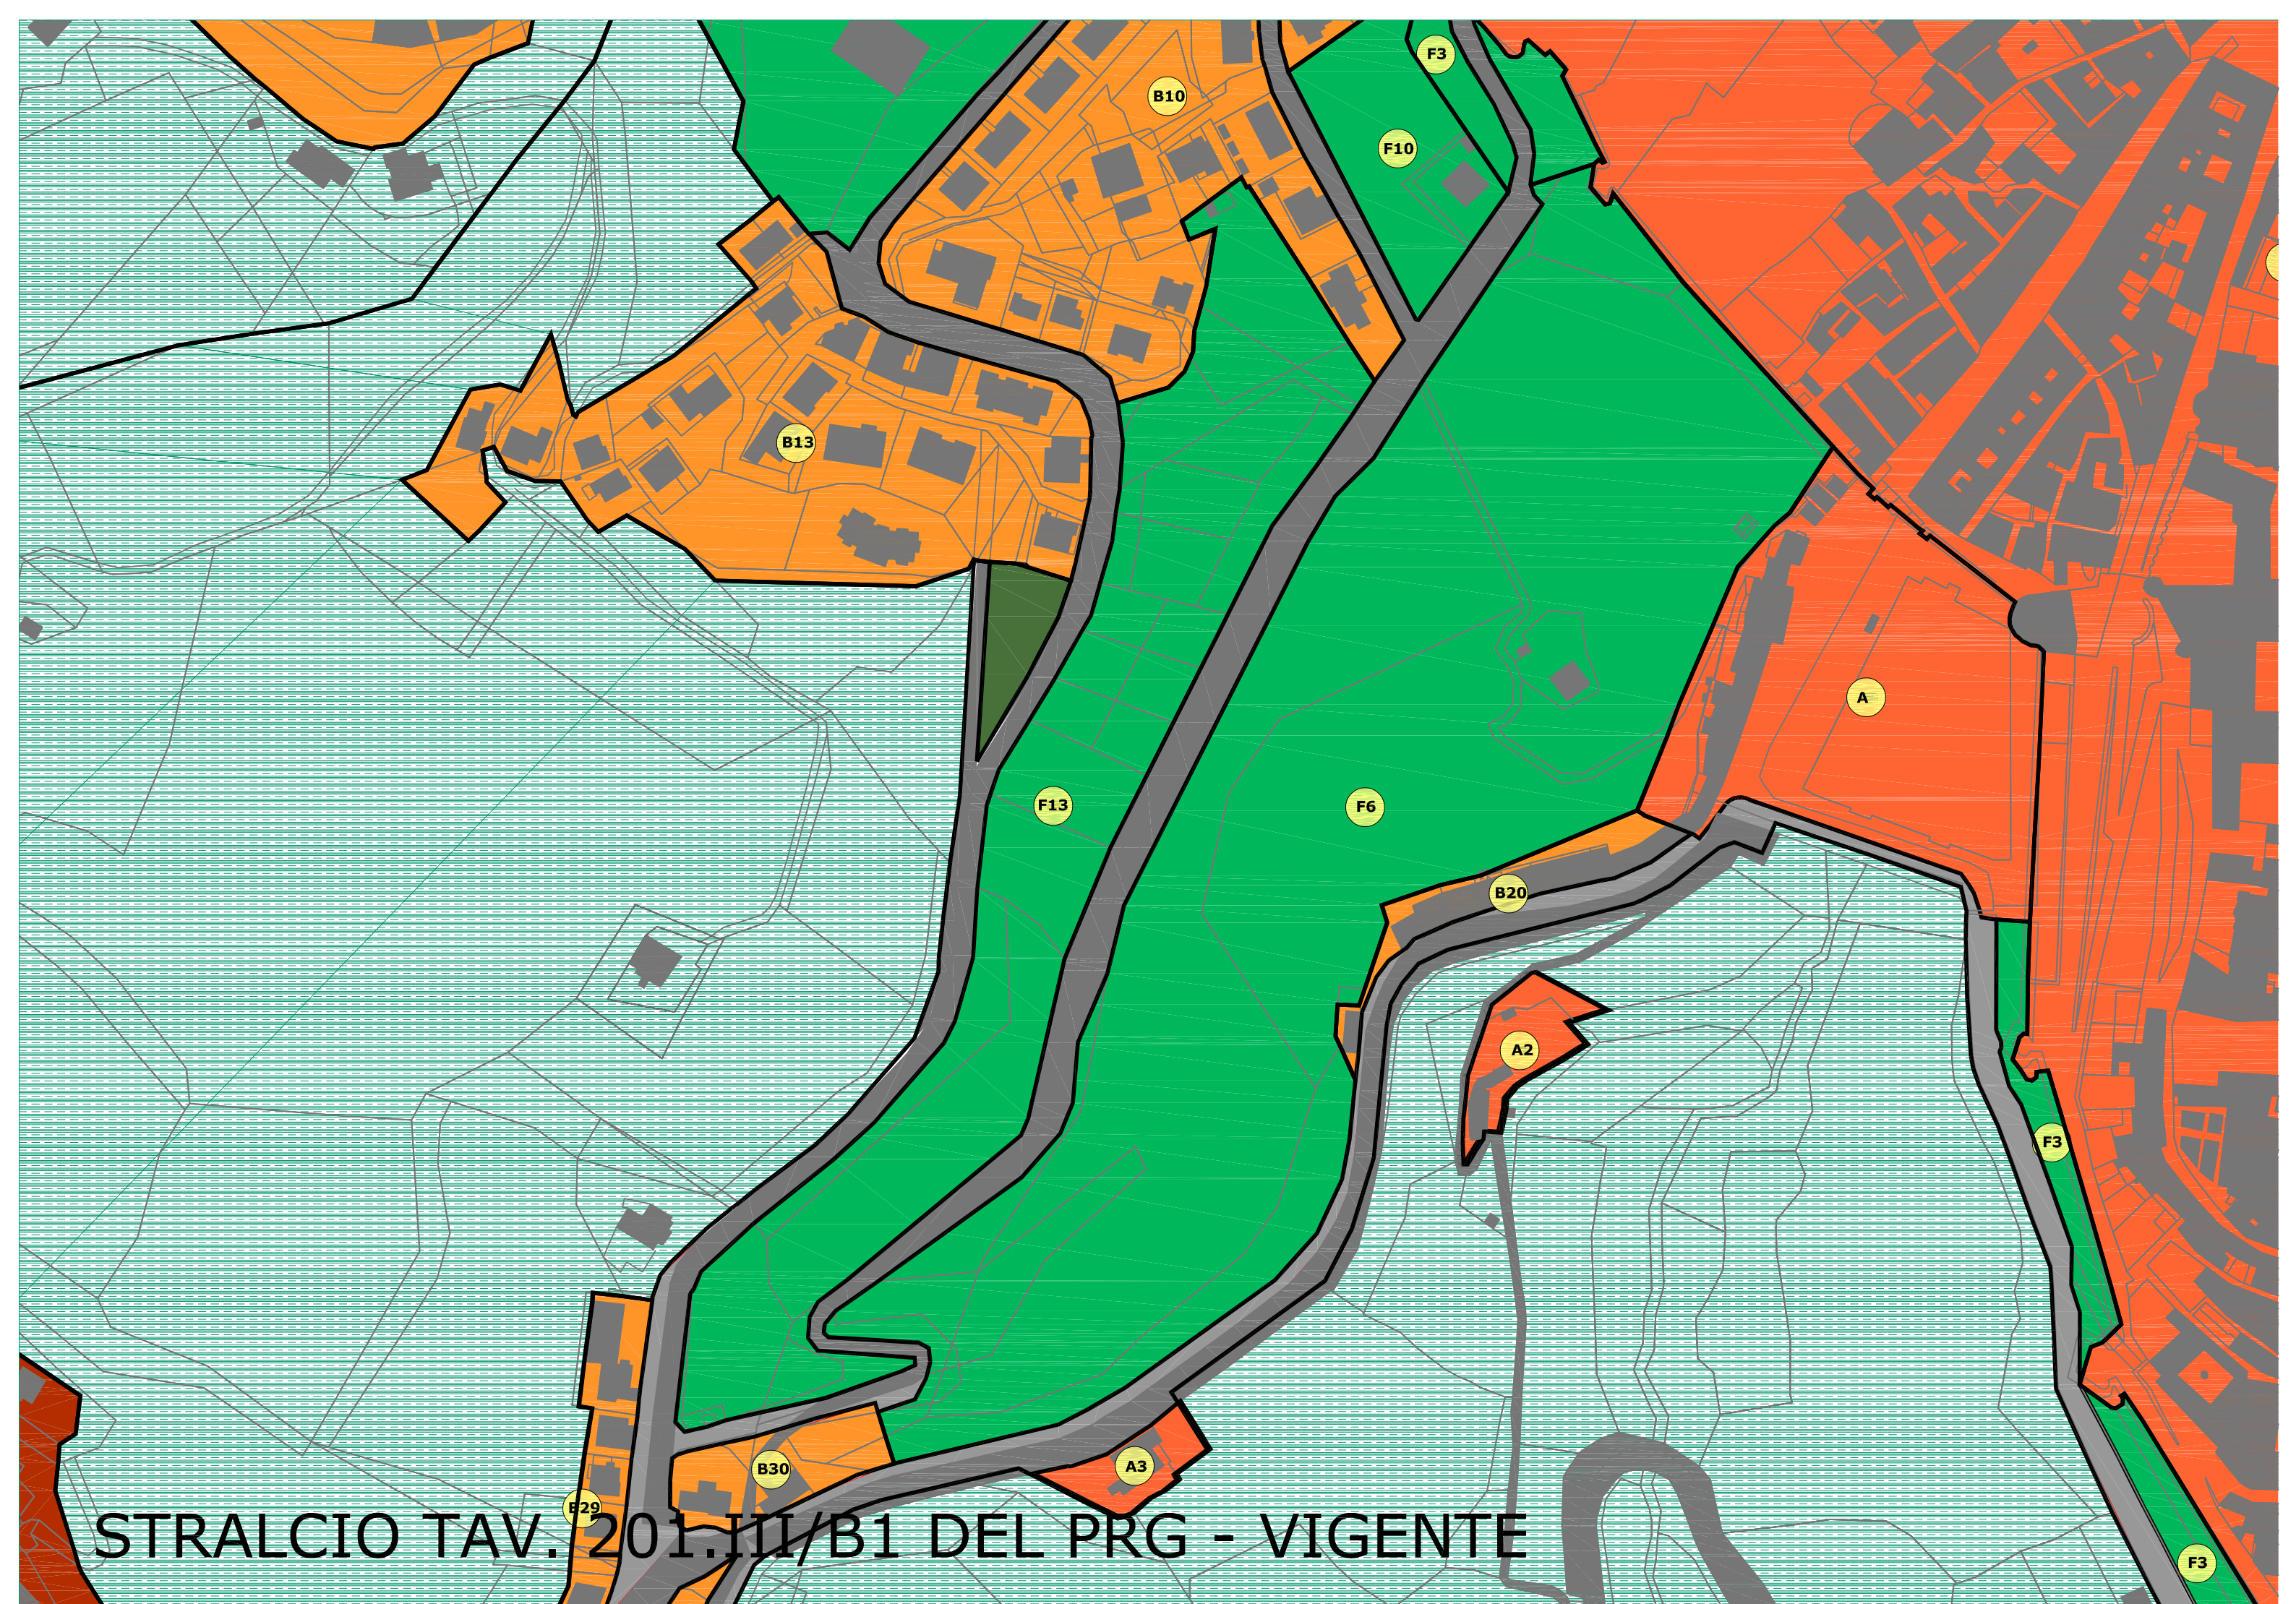 F3
B10
F10
B13
A
F13
F6
B20
A2
F3
A3
B30
B29
STRALCIO TAV. 201.III/B1 DEL PRG - VIGENTE
F3